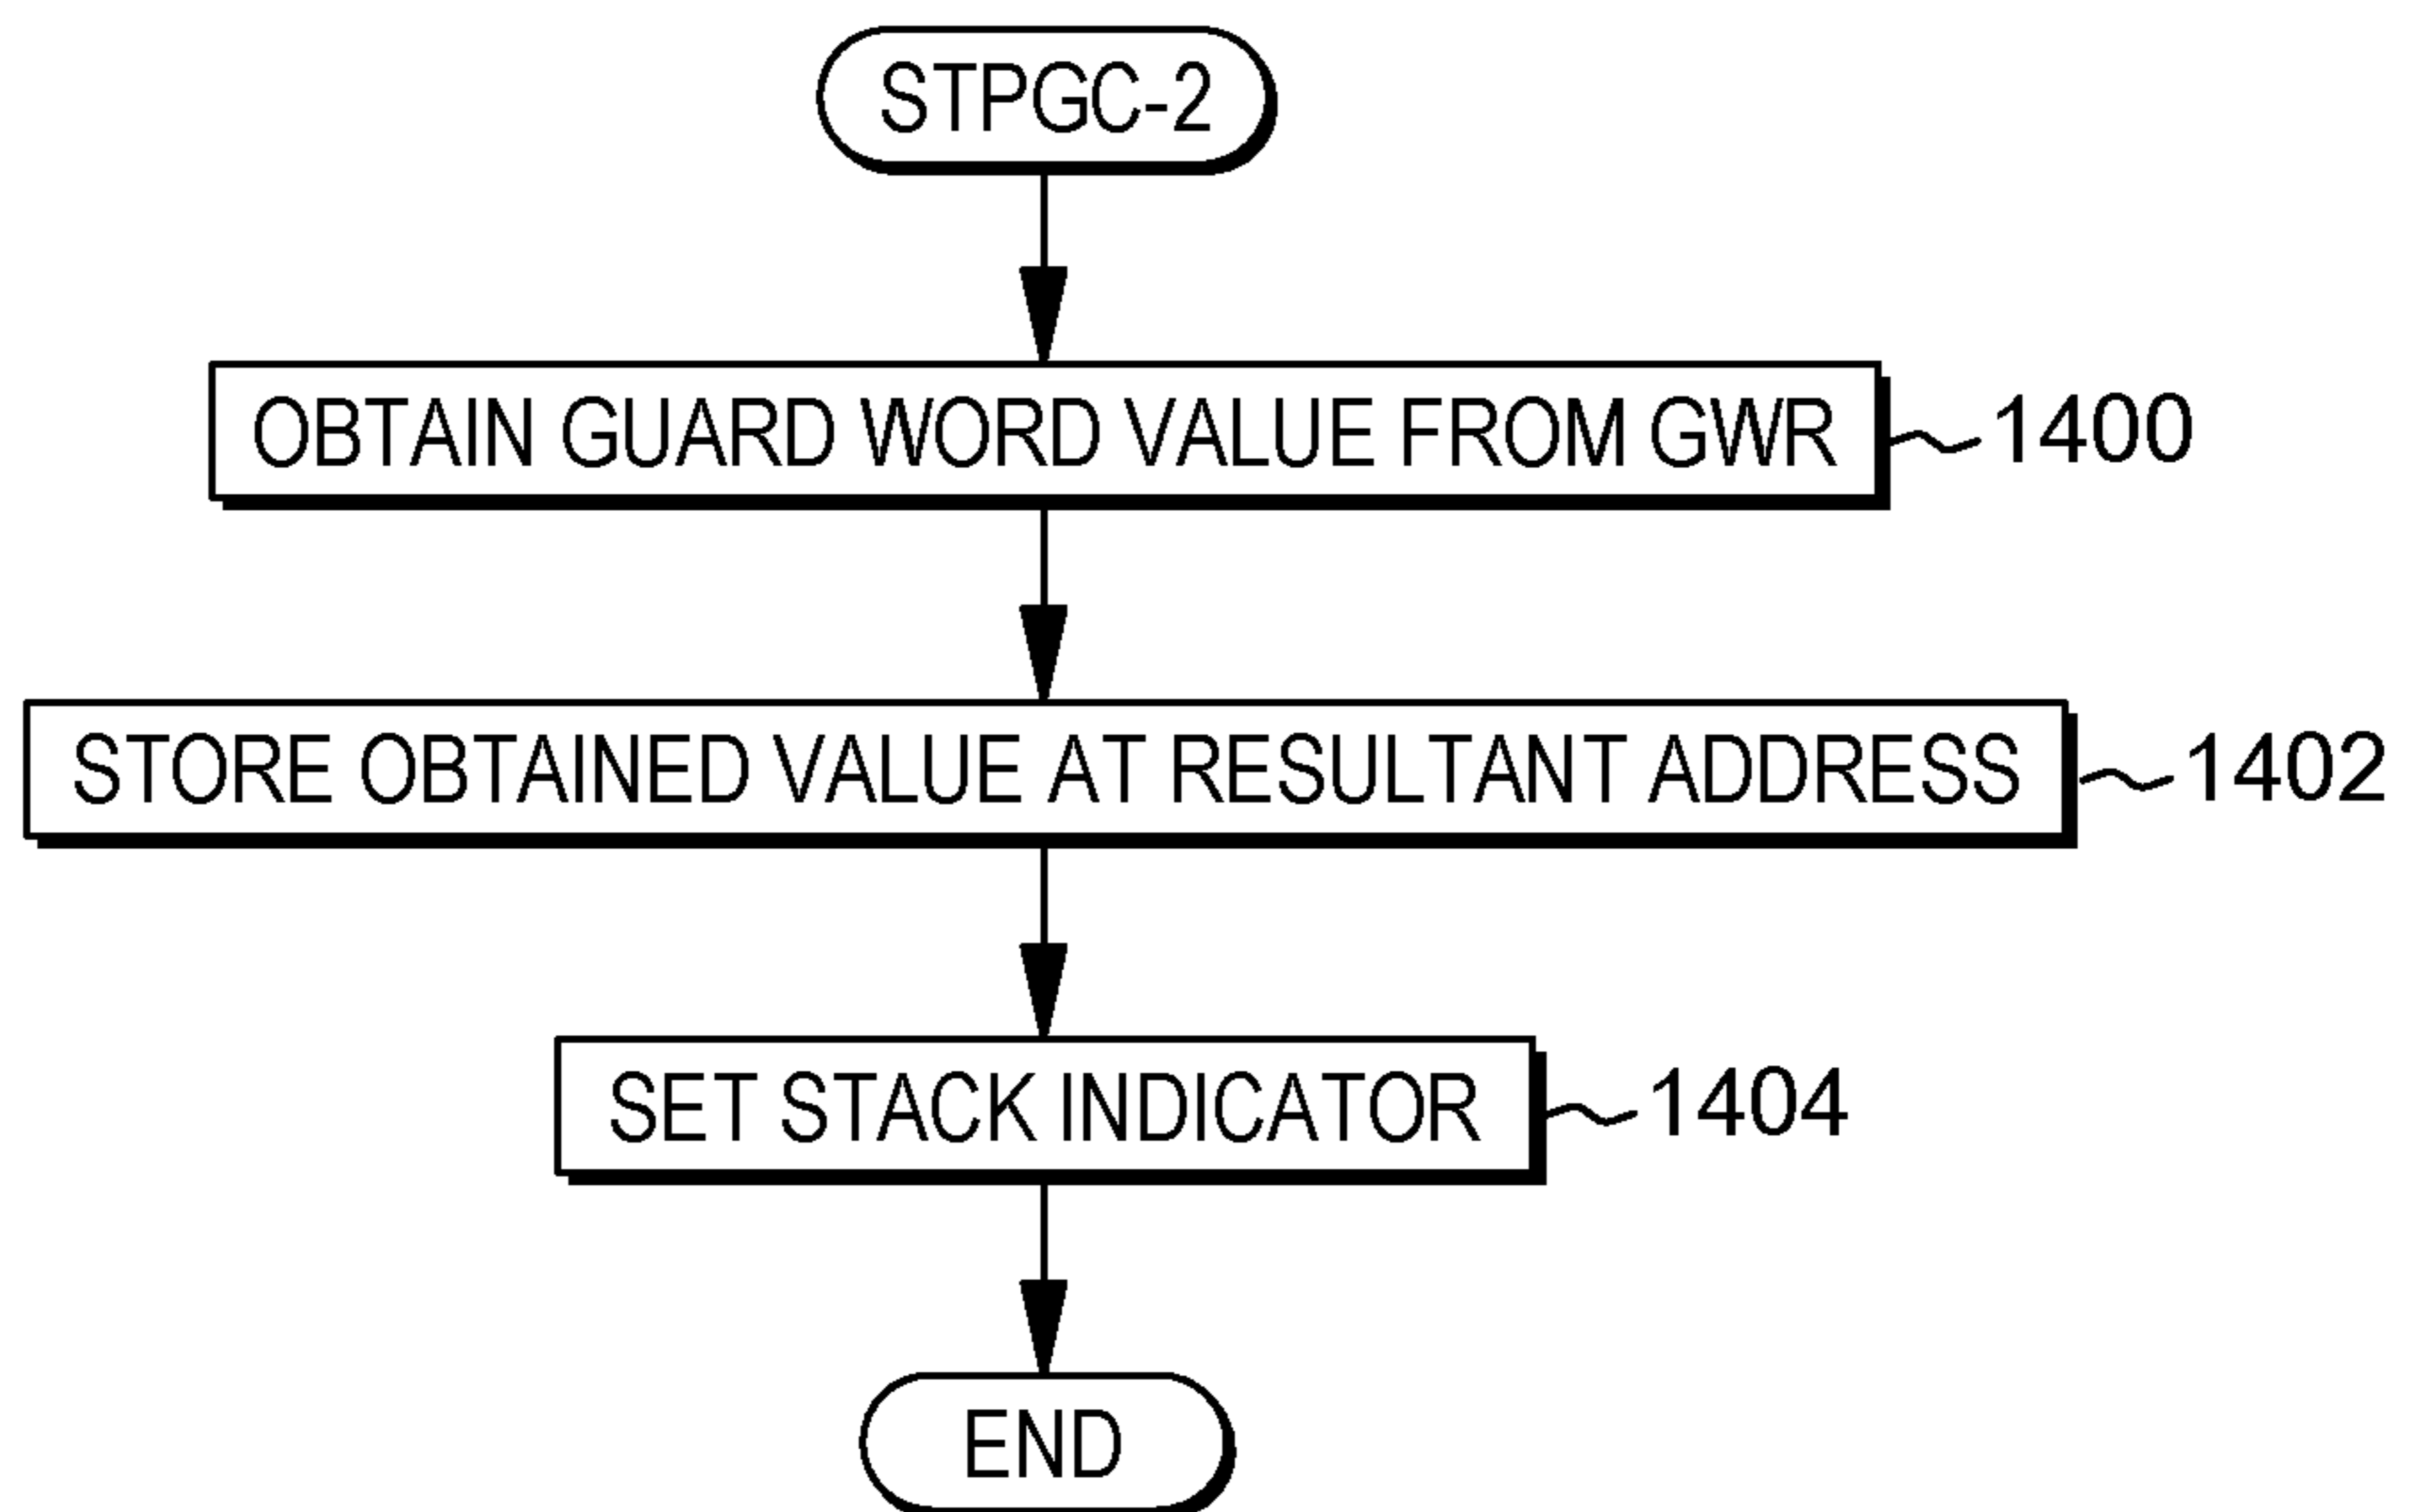 STPGC-2
OBTAIN GUARD WORD VALUE FROM GWR 1400
STORE OBTAINED VALUE AT RESULTANT ADDRESS 1402
SET STACK INDICATOR 1404
END